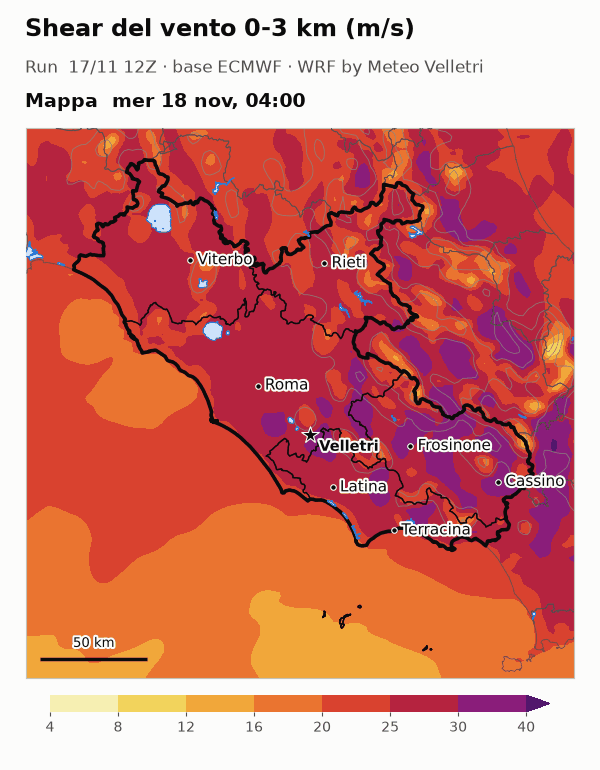 Shear del vento 0-3 km (m/s)
Run  17/11 12Z · base ECMWF · WRF by Meteo Velletri
Mappa  mer 18 nov, 04:00
Viterbo
Rieti
Roma
Velletri
Frosinone
Latina
Cassino
Terracina
50 km
4 8 12 16 20 25 30 40